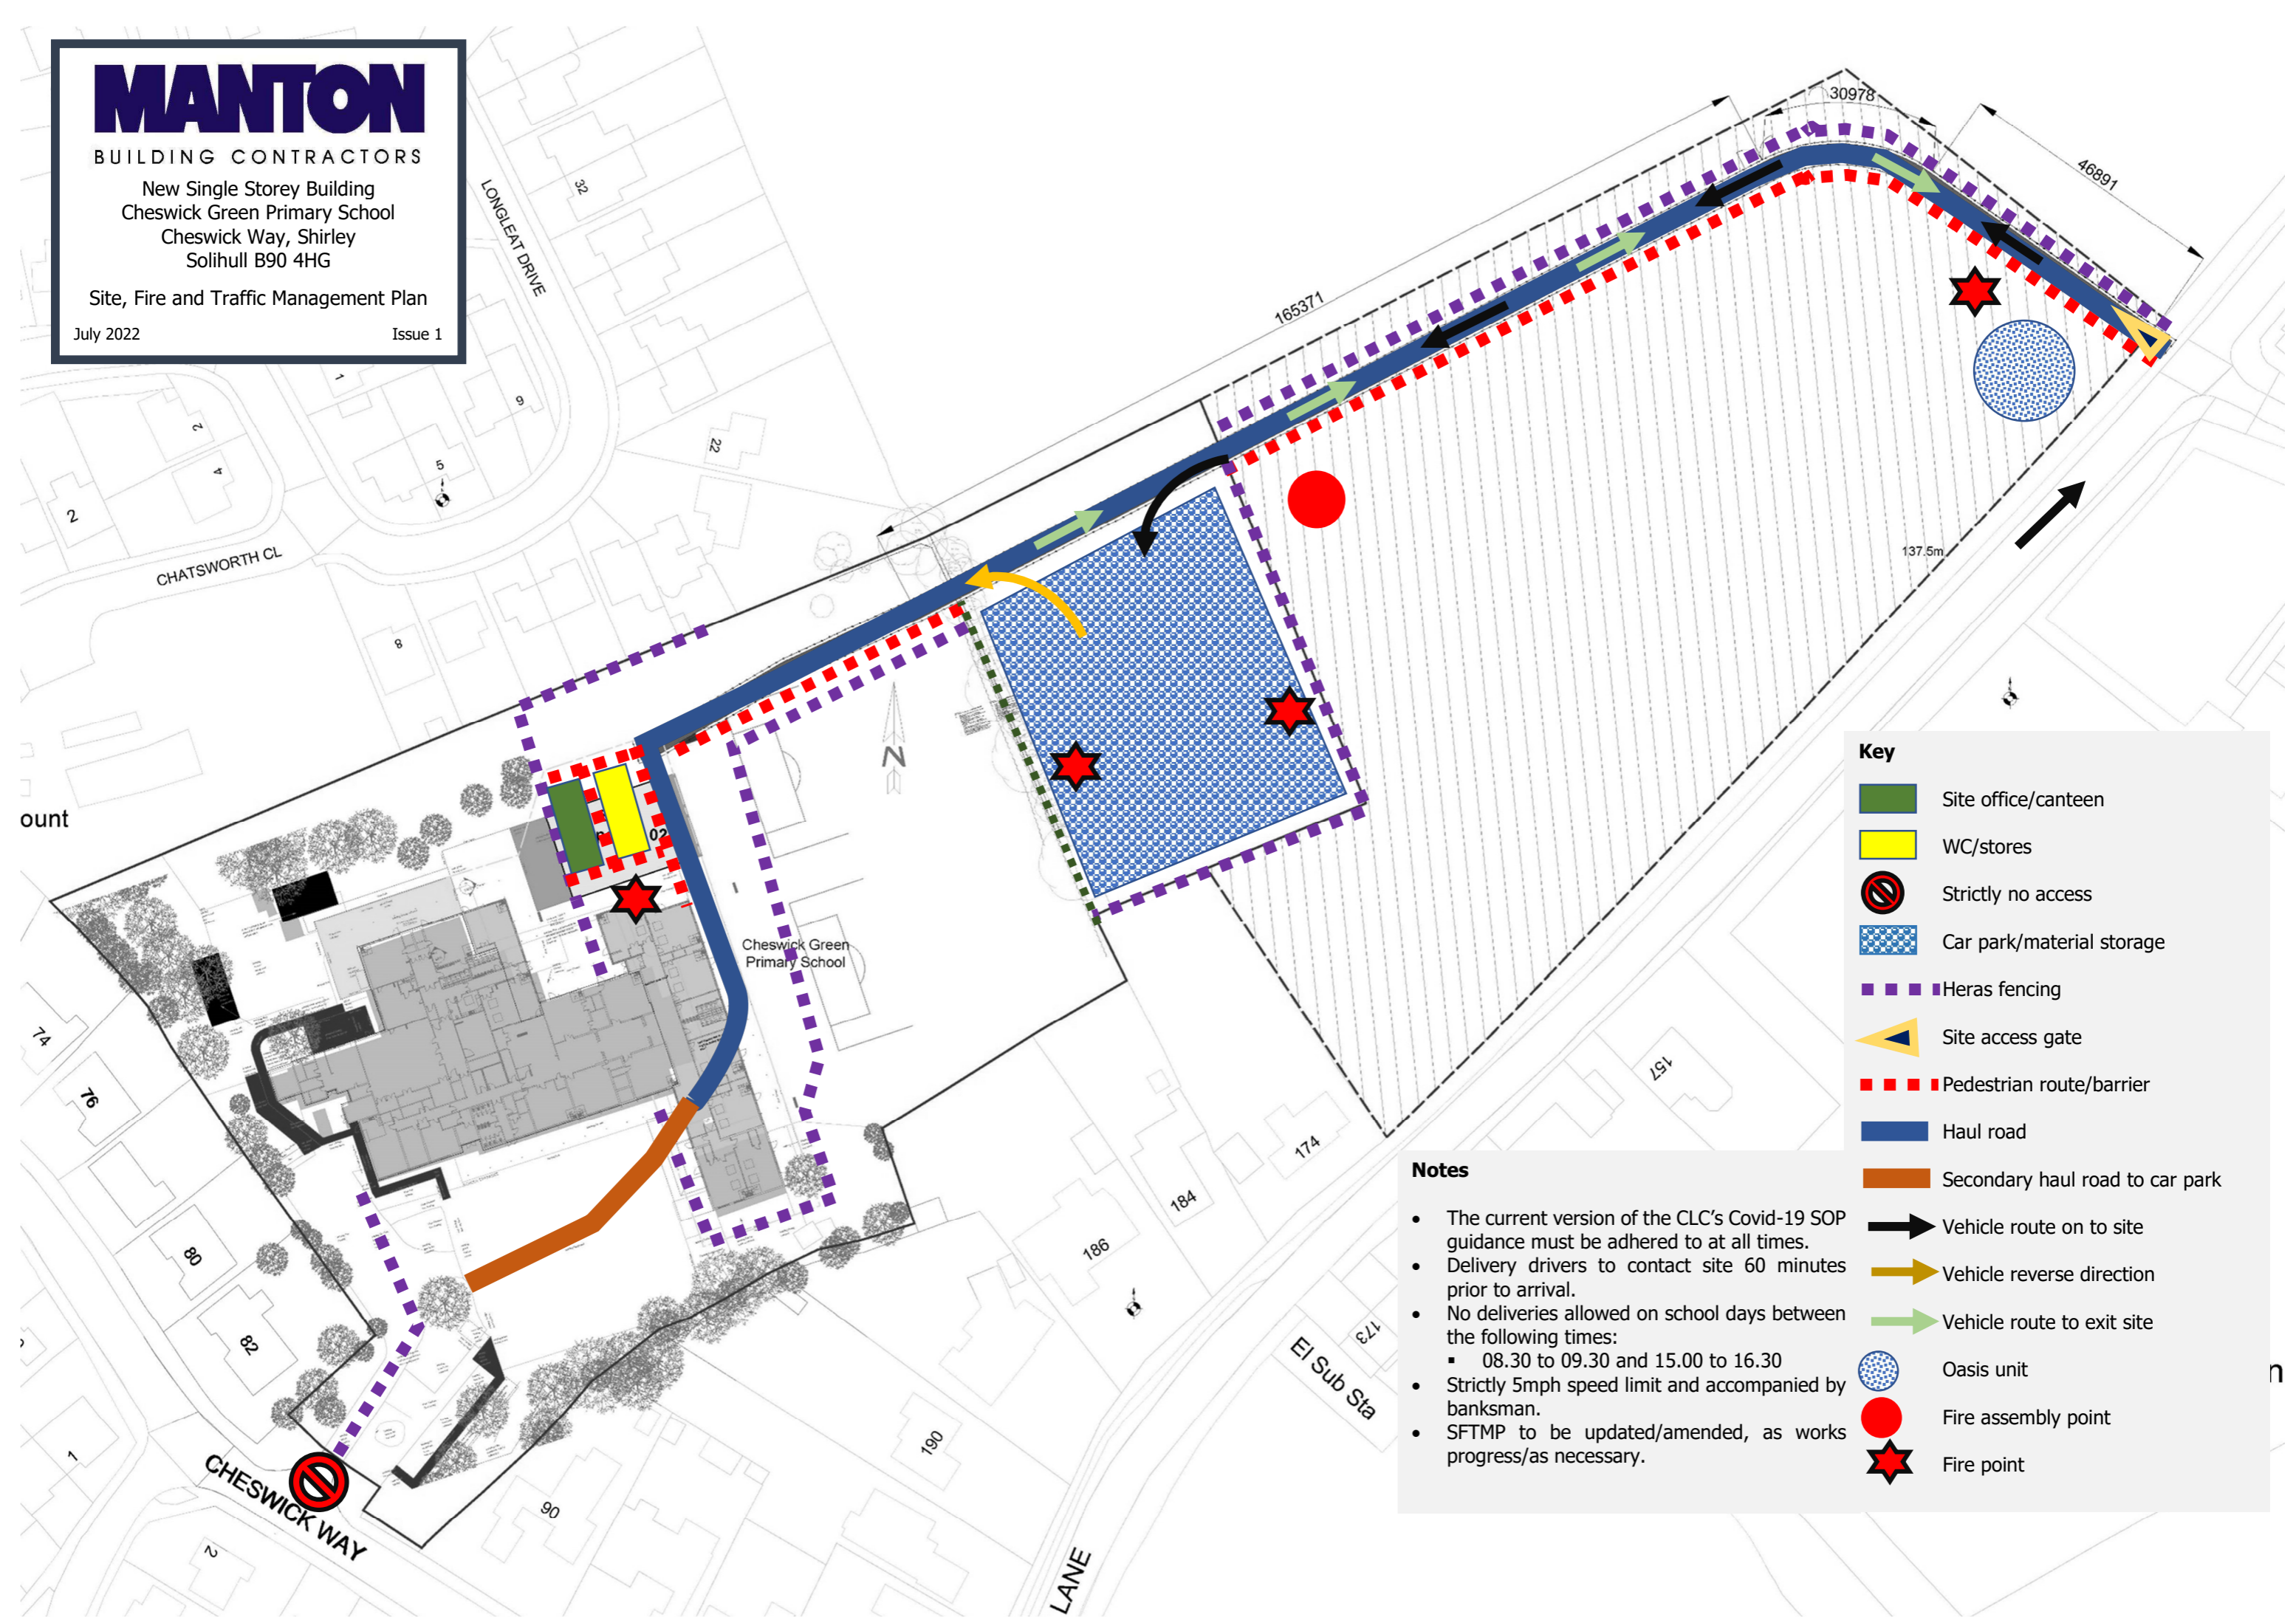 MANTON
BUILDING CONTRACTORS
New Single Storey Building
Cheswick Green Primary School
Cheswick Way, Shirley
Solihull B90 4HG
Site, Fire and Traffic Management Plan
July 2022 Issue 1
LONGLEAT DRIVE
32
30978
46891
165371
1
9
2
4
5
22
2
CHATSWORTH CL
8
137.5m
N
ount
02
Cheswick Green
Primary School
74
76
80
82
1
CHESWICK WAY
2
90
190
186
184
174
157
173
El Sub Sta
LANE
n
Key
Site office/canteen
WC/stores
Strictly no access
Car park/material storage
Heras fencing
Site access gate
Pedestrian route/barrier
Haul road
Secondary haul road to car park
Vehicle route on to site
Vehicle reverse direction
Vehicle route to exit site
Oasis unit
Fire assembly point
Fire point
Notes
• The current version of the CLC's Covid-19 SOP
guidance must be adhered to at all times.
• Delivery drivers to contact site 60 minutes
prior to arrival.
• No deliveries allowed on school days between
the following times:
▪ 08.30 to 09.30 and 15.00 to 16.30
• Strictly 5mph speed limit and accompanied by
banksman.
• SFTMP to be updated/amended, as works
progress/as necessary.